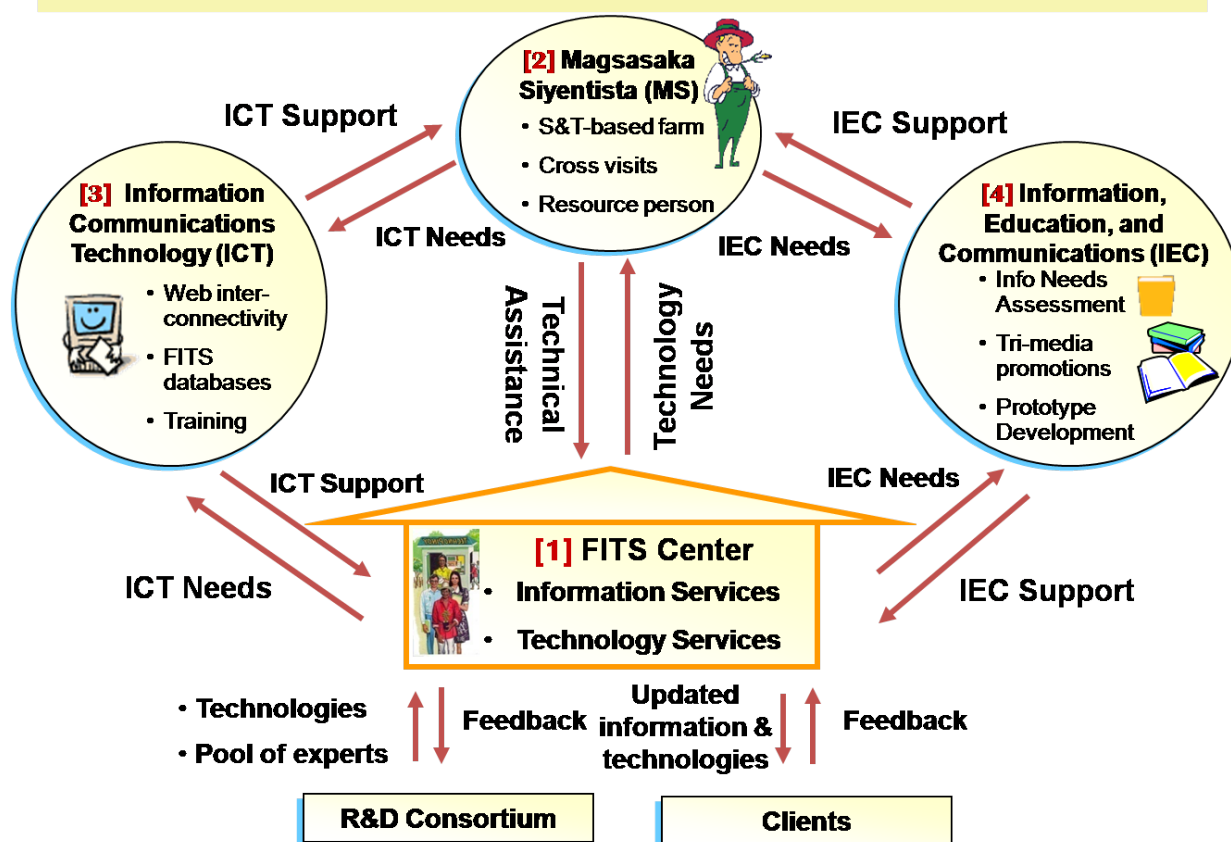 [2] Magsasaka
Siyentista (MS)
• S&T-based farm
• Cross visits
• Resource person
ICT Support
IEC Support
[3] Information
Communications
Technology (ICT)
• Web inter-
connectivity
• FITS
databases
• Training
ICT Needs
IEC Needs
[4] Information,
Education, and
Communications (IEC)
• Info Needs
Assessment
• Tri-media
promotions
• Prototype
Development
Technical
Assistance
Technology
Needs
ICT Support
IEC Needs
ICT Needs
IEC Support
[1] FITS Center
• Information Services
• Technology Services
• Technologies
• Pool of experts
Feedback
Updated
information &
technologies
Feedback
R&D Consortium
Clients